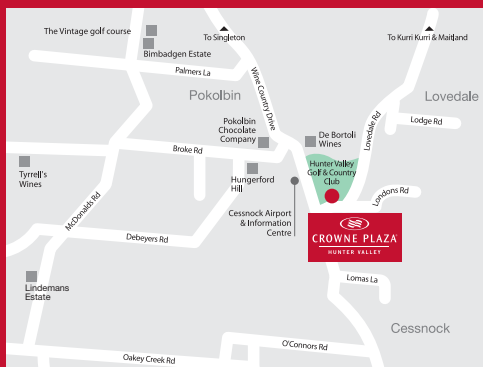 The Vintage golf course
Bimbadgen Estate
To Singleton
To Kurri Kurri & Maitland
Palmers La
Wine Country Drive
Pokolbin
Lovedale
Lodge Rd
Lovedale Rd
Pokolbin
Chocolate
Company
De Bortoli
Wines
Broke Rd
Hunter Valley
Golf & Country
Club
Tyrrell's
Wines
Hungerford
Hill
Londons Rd
McDonalds Rd
Cessnock Airport
& Information
Centre
Debeyers Rd
CROWNE PLAZA
HUNTER VALLEY
Lomas La
Lindemans
Estate
Cessnock
O'Connors Rd
Oakey Creek Rd